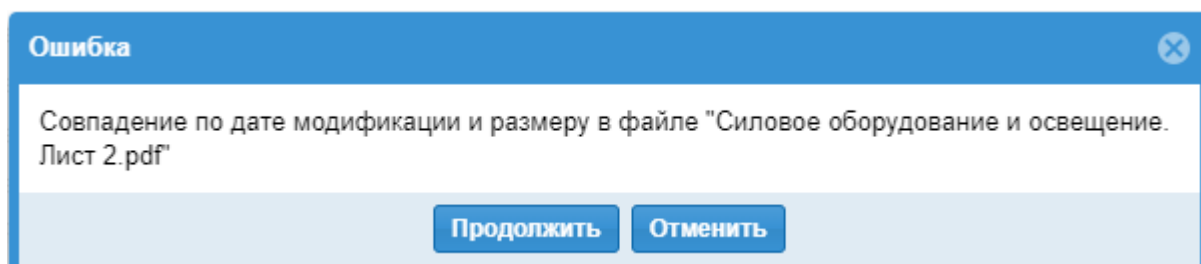 Ошибка
Совпадение по дате модификации и размеру в файле "Силовое оборудование и освещение.
Лист 2.pdf"
Продолжить Отменить